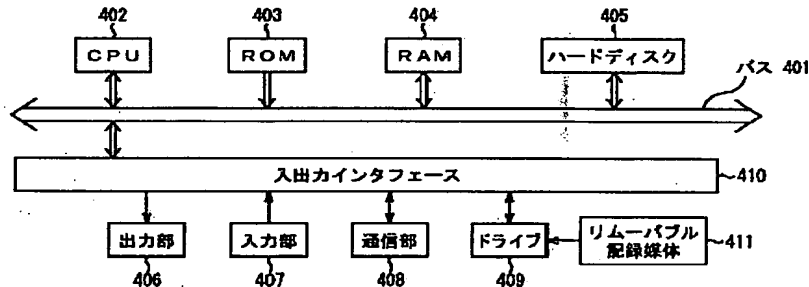 402
403
404
405
CPU
ROM
RAM
ハードディスク
バス 401
入出力インタフェース
410
出力部
入力部
通信部
ドライブ
リムーバブル
記録媒体
411
406
407
408
409